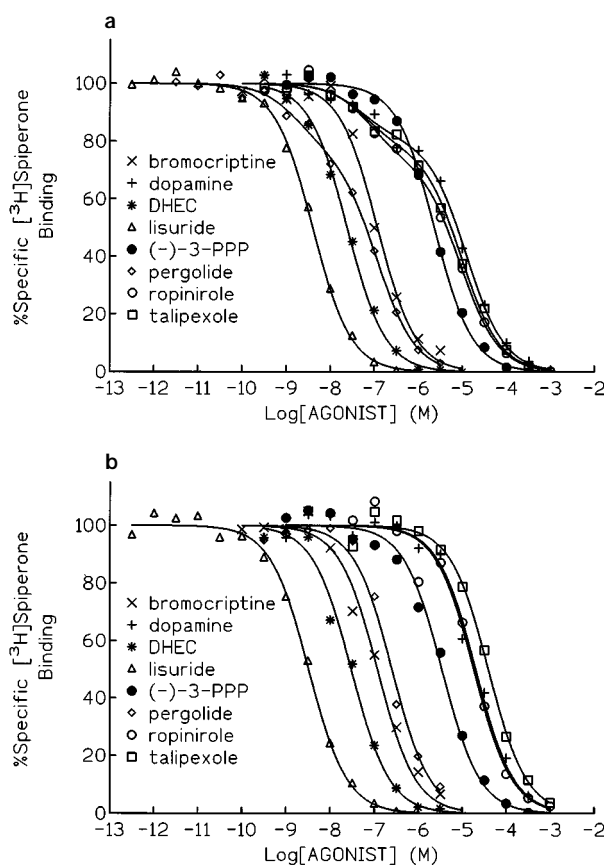 a
100
80
60
40
20
0
%Specific [³H]Spiperone
Binding
bromocriptine
dopamine
DHEC
lisuride
(-)-3-PPP
pergolide
ropinirole
talipexole
-13 -12 -11 -10 -9 -8 -7 -6 -5 -4 -3 -2
Log[AGONIST] (M)
b
100
80
60
40
20
0
%Specific [³H]Spiperone
Binding
bromocriptine
dopamine
DHEC
lisuride
(-)-3-PPP
pergolide
ropinirole
talipexole
-13 -12 -11 -10 -9 -8 -7 -6 -5 -4 -3 -2
Log[AGONIST] (M)